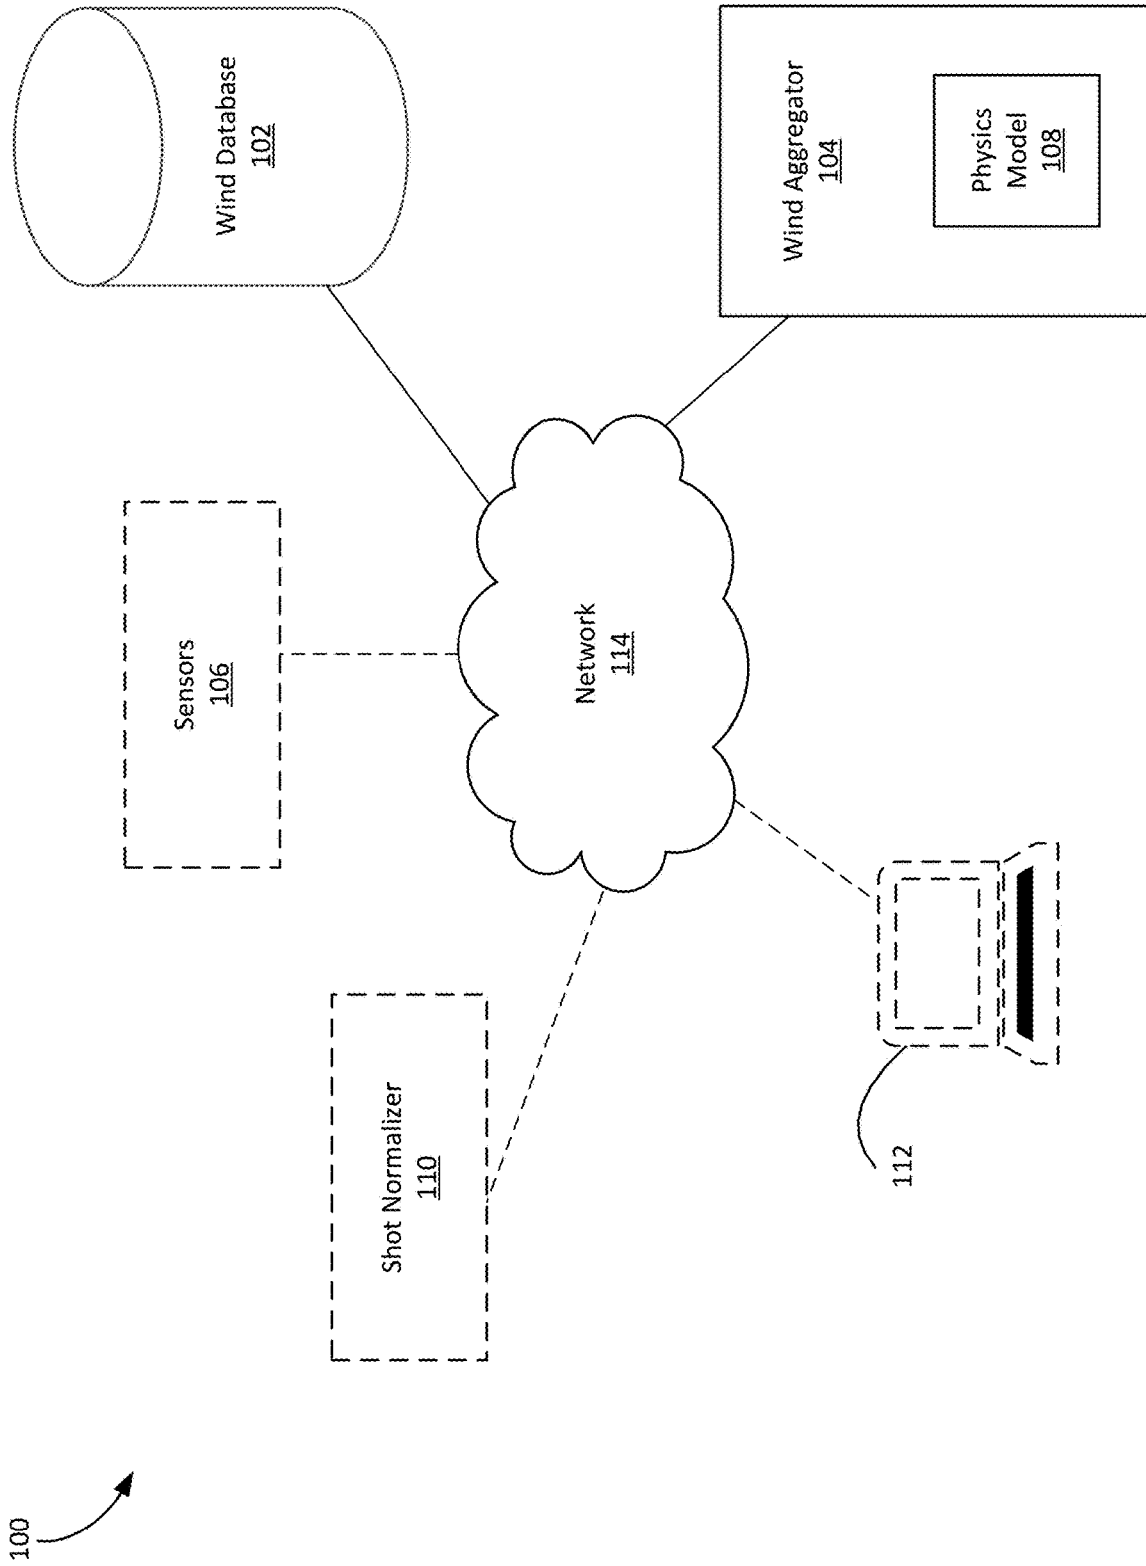 100
Shot Normalizer
110
Sensors
106
Wind Database
102
Network
114
112
Wind Aggregator
104
Physics
Model
108